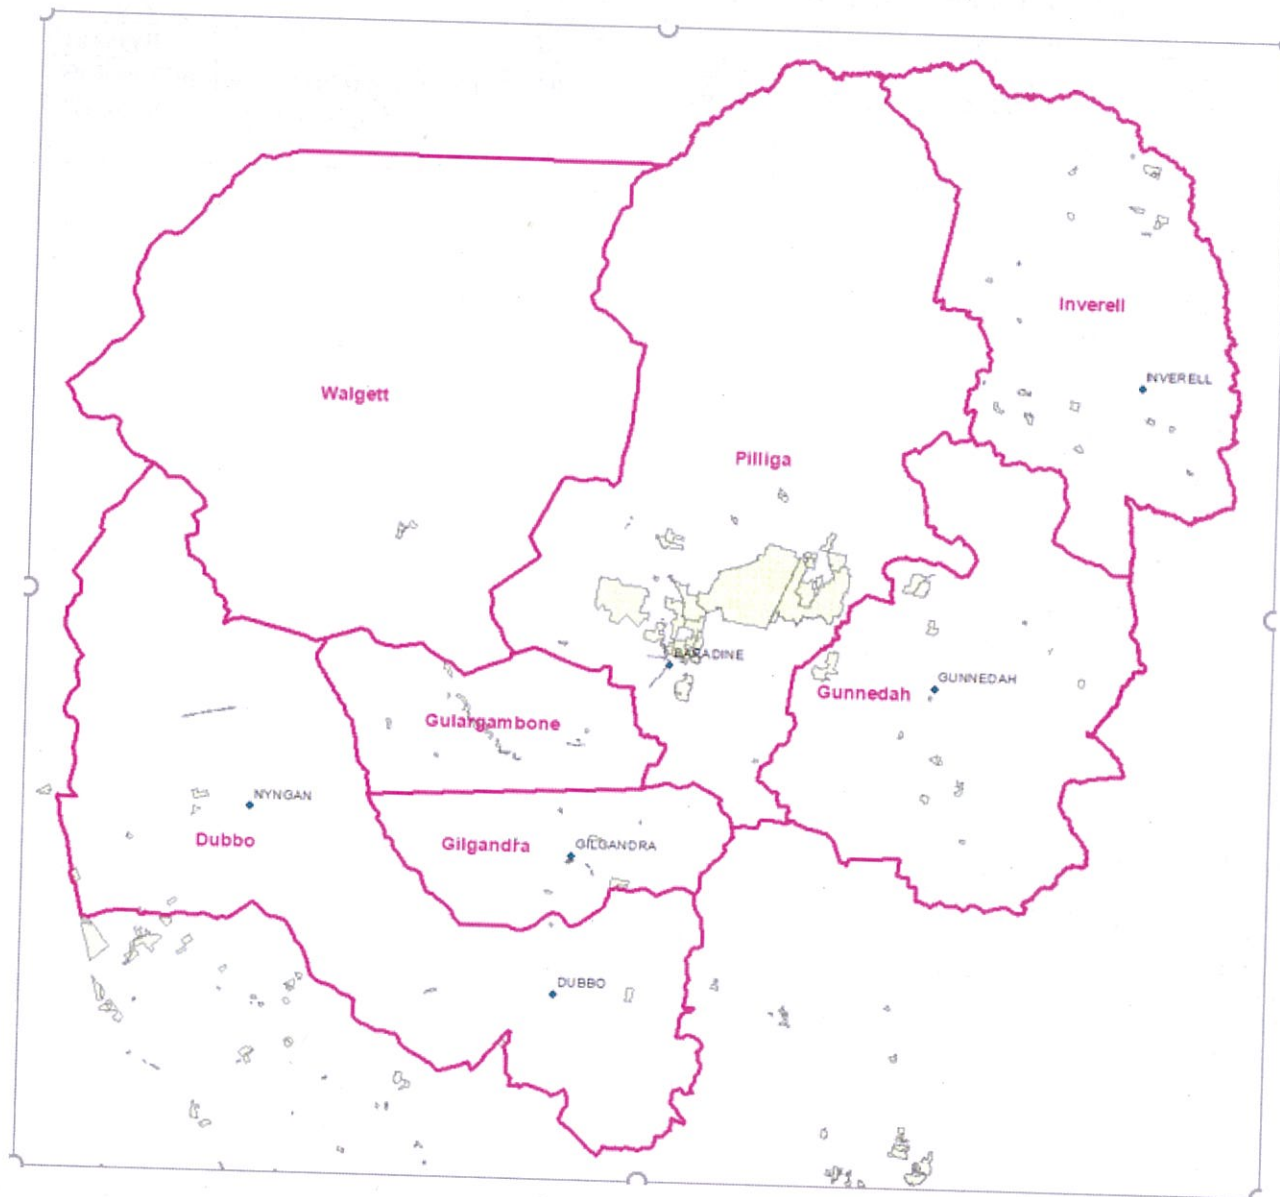 Inverell
INVERELL
Walgett
Pilliga
BARADINE
Gunnedah
GUNNEDAH
Gulargambone
NYNGAN
Dubbo
Gilgandra
GILGANDRA
DUBBO